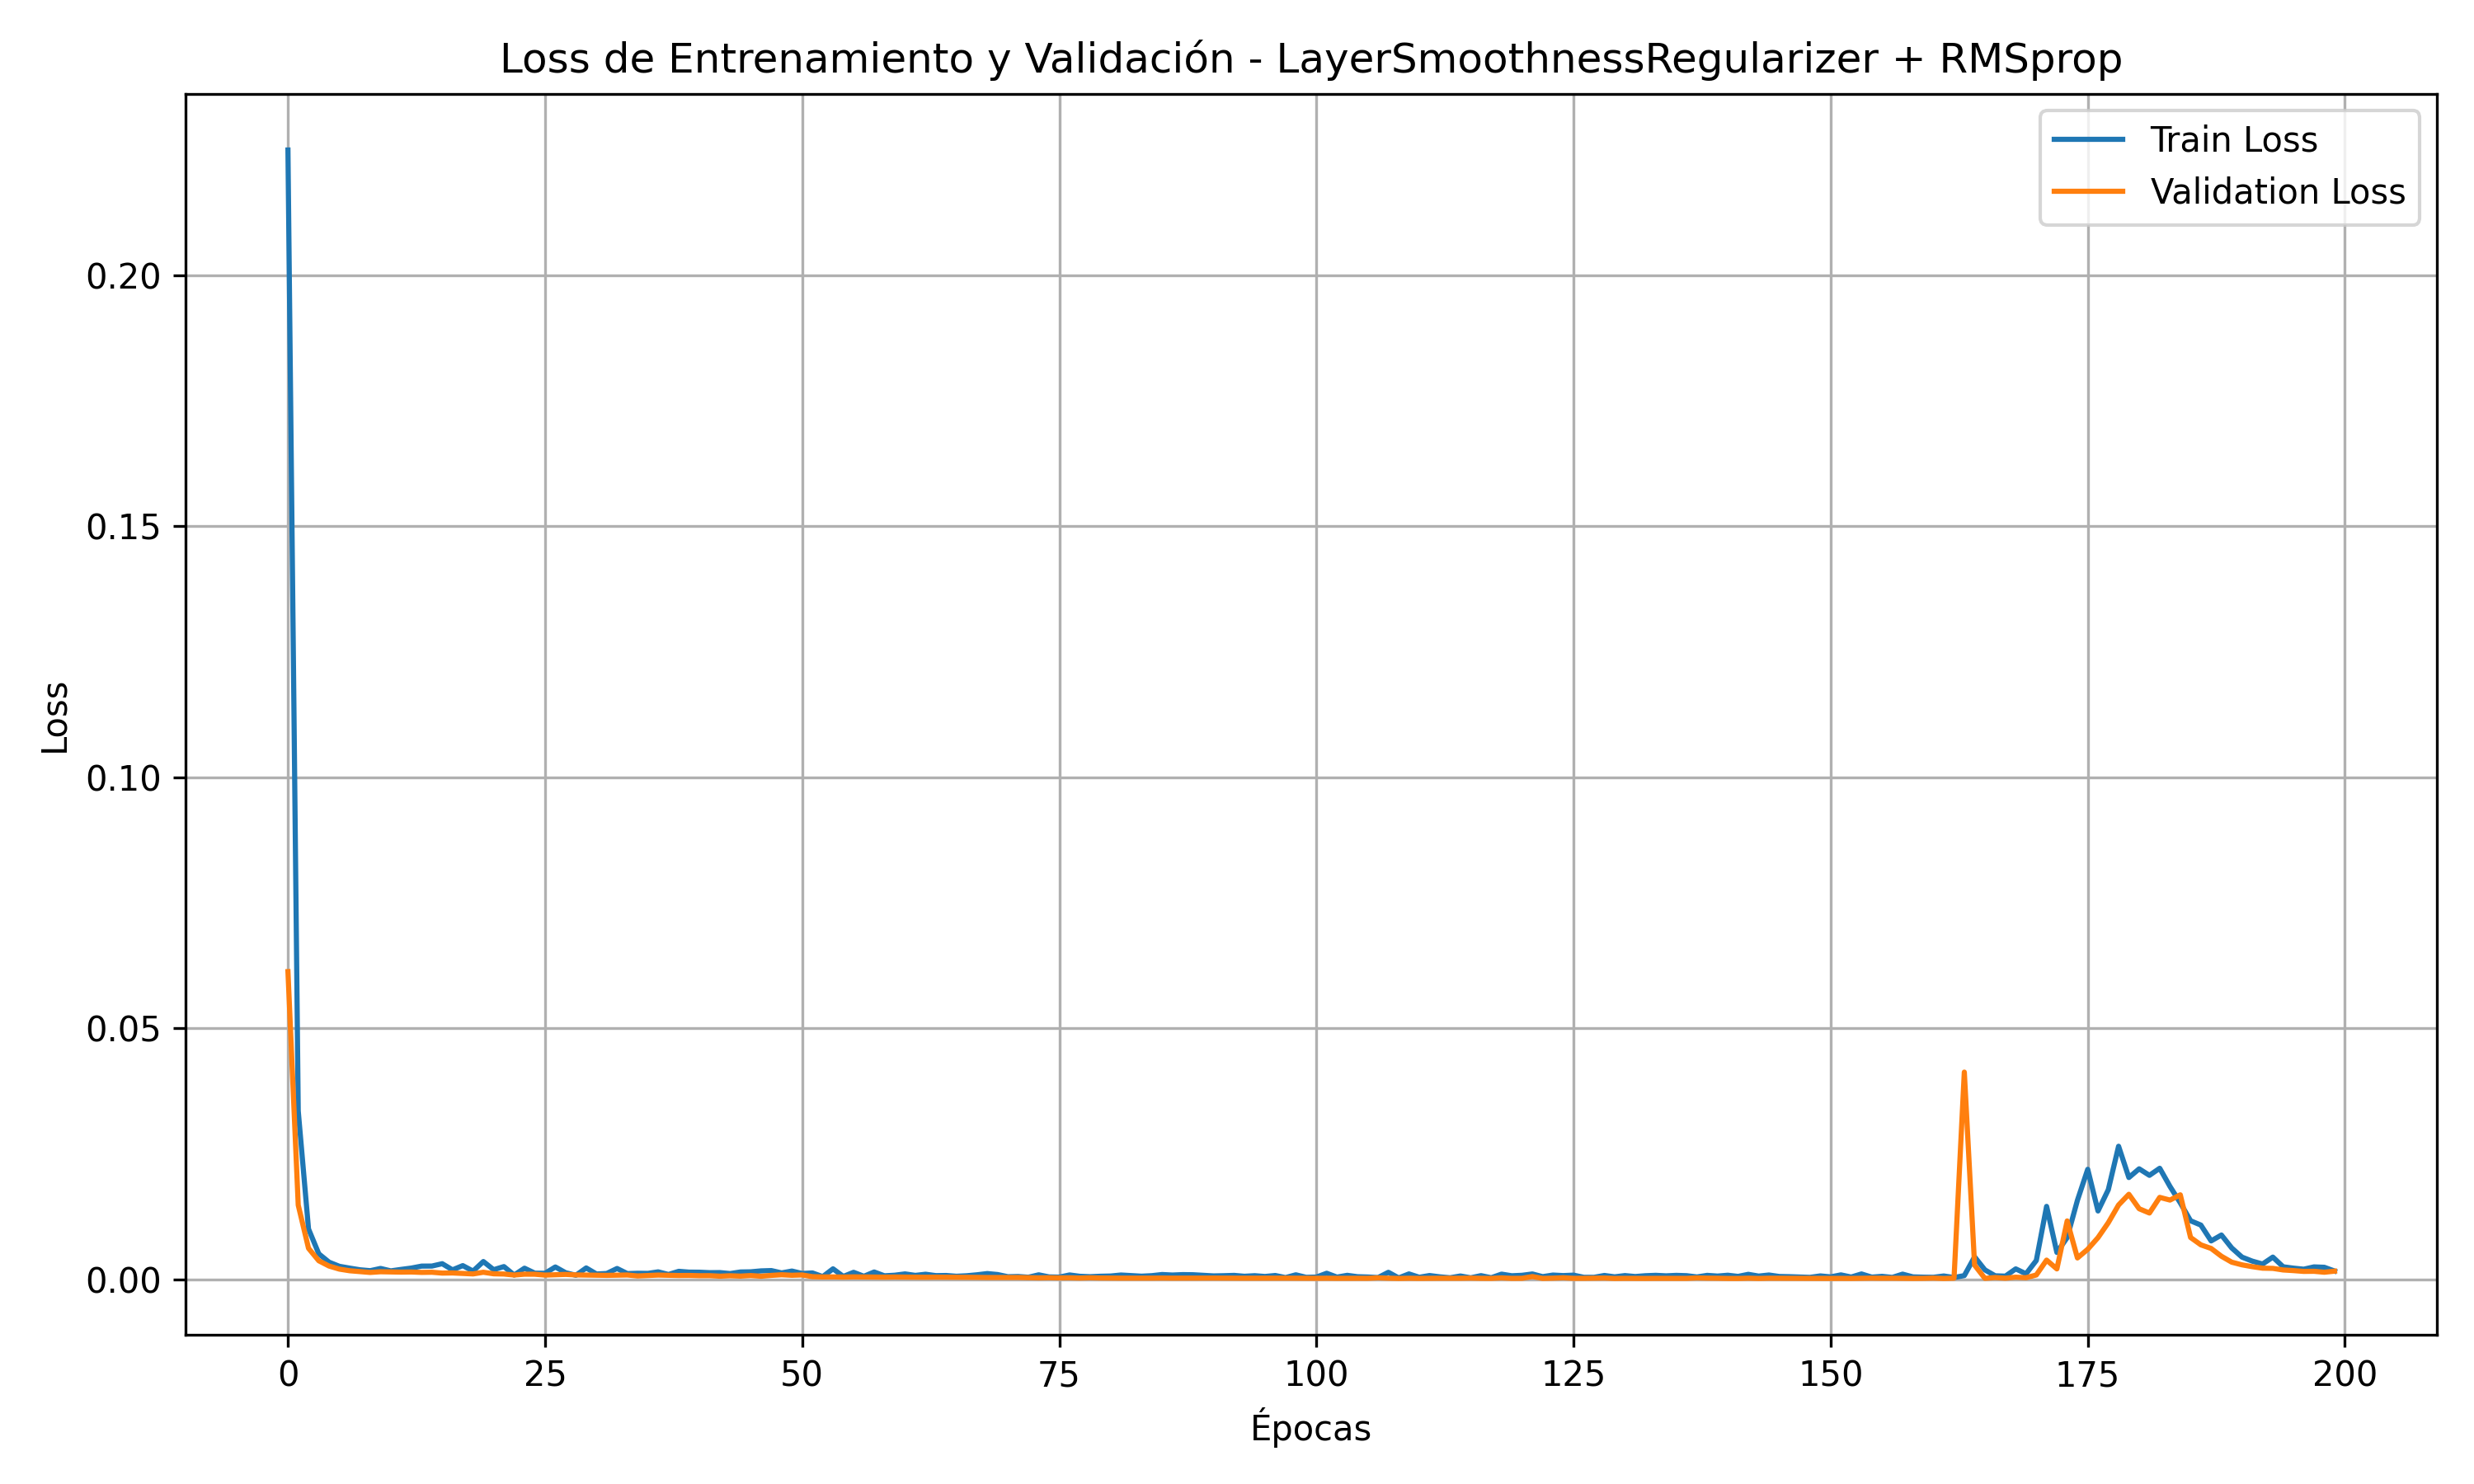 Loss de Entrenamiento y Validación - LayerSmoothnessRegularizer + RMSprop
Train Loss
Validation Loss
0.20
0.15
0.10
0.05
0.00
Loss
0 25 50 75 100 125 150 175 200
Épocas